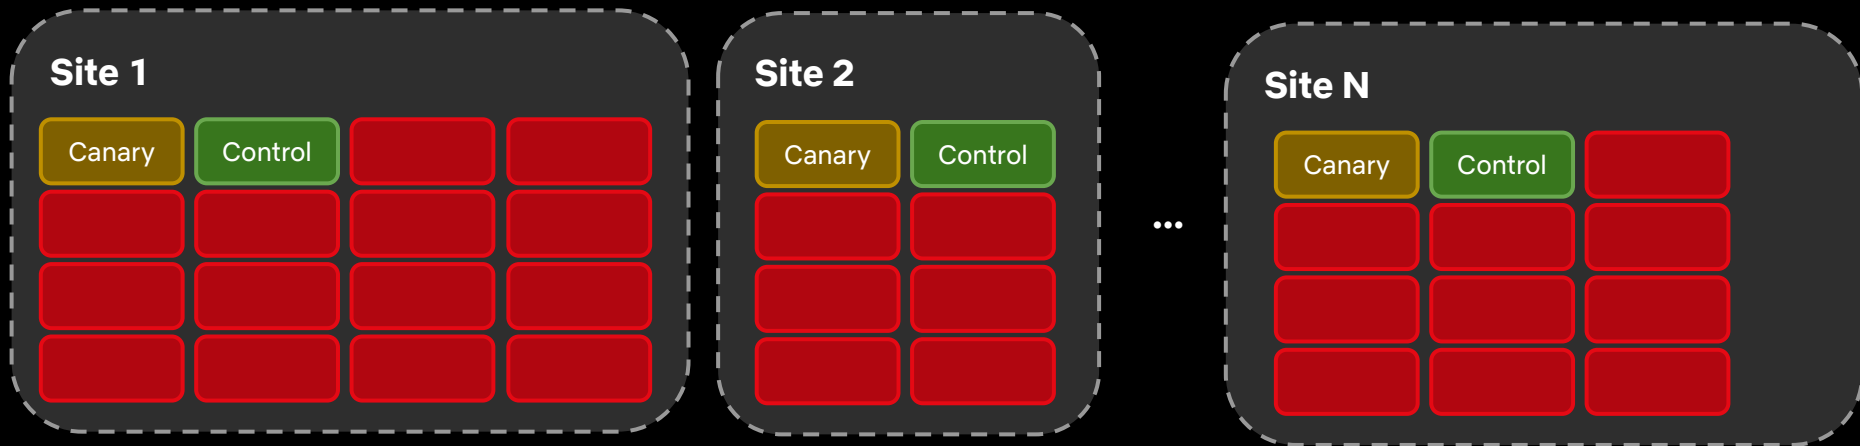 Site 1
Canary
Control
Site 2
Canary
Control
...
Site N
Canary
Control